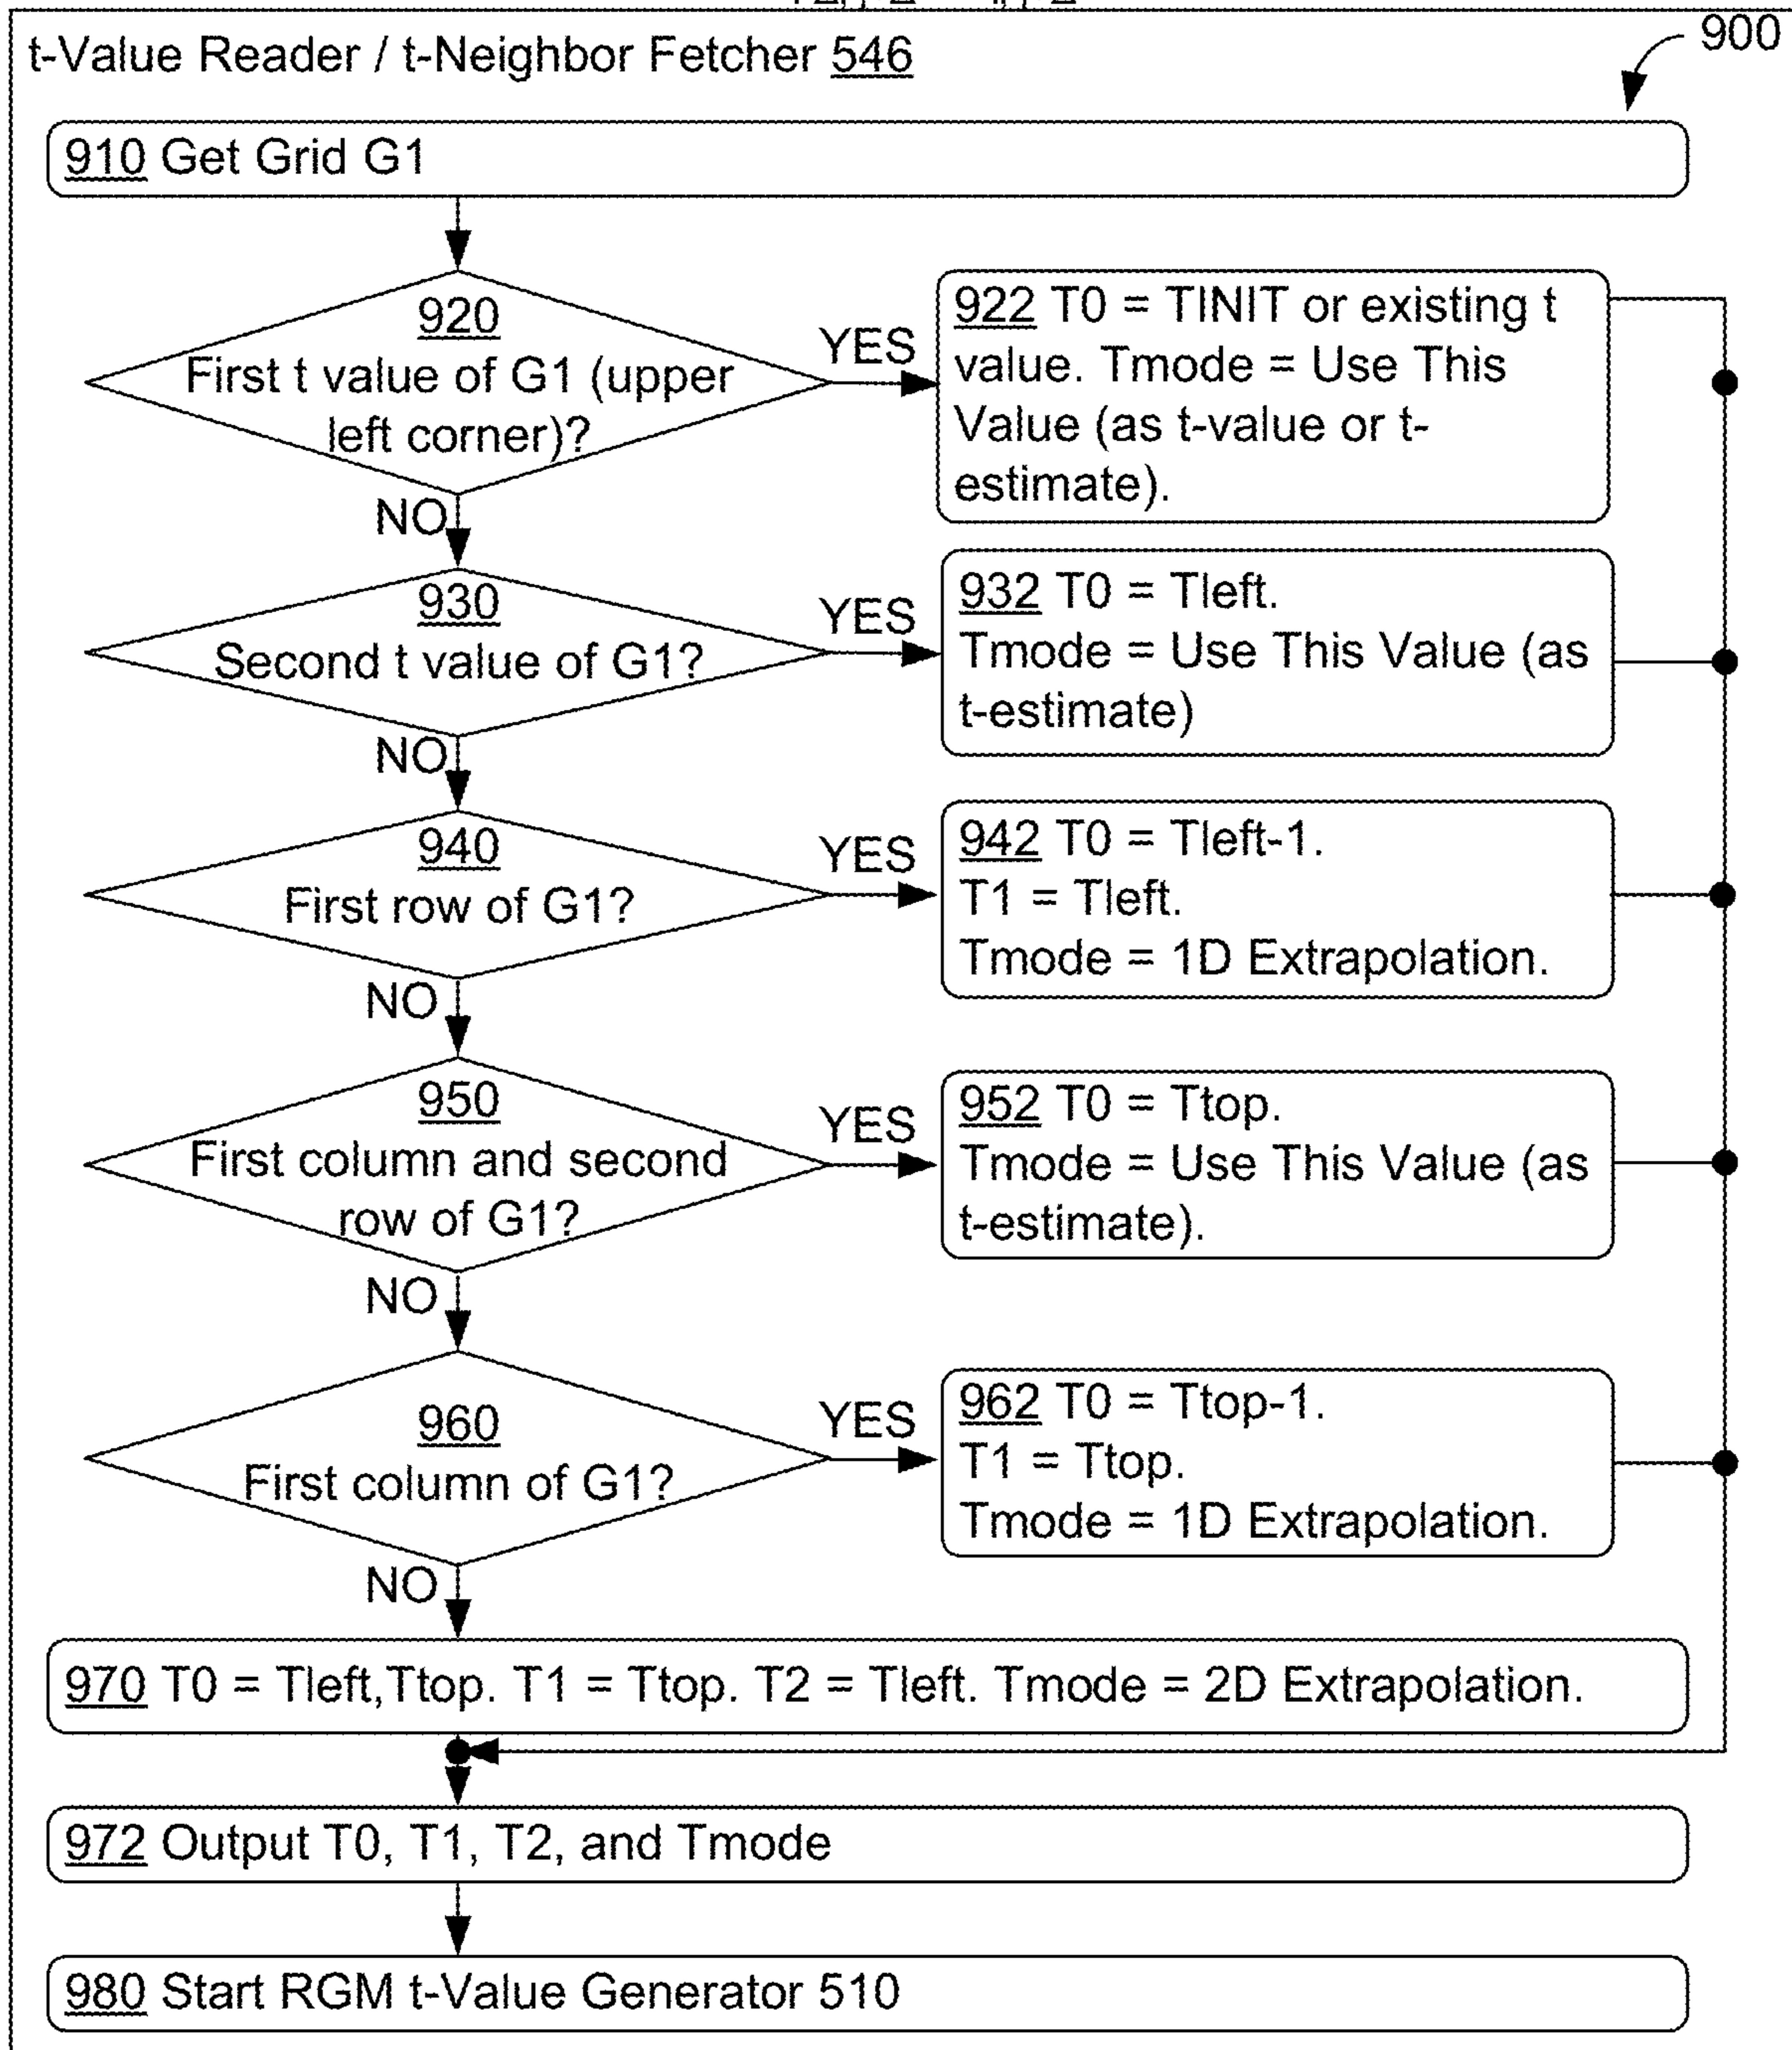 900
t-Value Reader / t-Neighbor Fetcher 546
910 Get Grid G1
920
First t value of G1 (upper
left corner)?
YES
NO
922 T0 = TINIT or existing t
value. Tmode = Use This
Value (as t-value or t-
estimate).
930
Second t value of G1?
YES
NO
932 T0 = Tleft.
Tmode = Use This Value (as
t-estimate)
940
First row of G1?
YES
NO
942 T0 = Tleft-1.
T1 = Tleft.
Tmode = 1D Extrapolation.
950
First column and second
row of G1?
YES
NO
952 T0 = Ttop.
Tmode = Use This Value (as
t-estimate).
960
First column of G1?
YES
NO
962 T0 = Ttop-1.
T1 = Ttop.
Tmode = 1D Extrapolation.
970 T0 = Tleft,Ttop. T1 = Ttop. T2 = Tleft. Tmode = 2D Extrapolation.
972 Output T0, T1, T2, and Tmode
980 Start RGM t-Value Generator 510